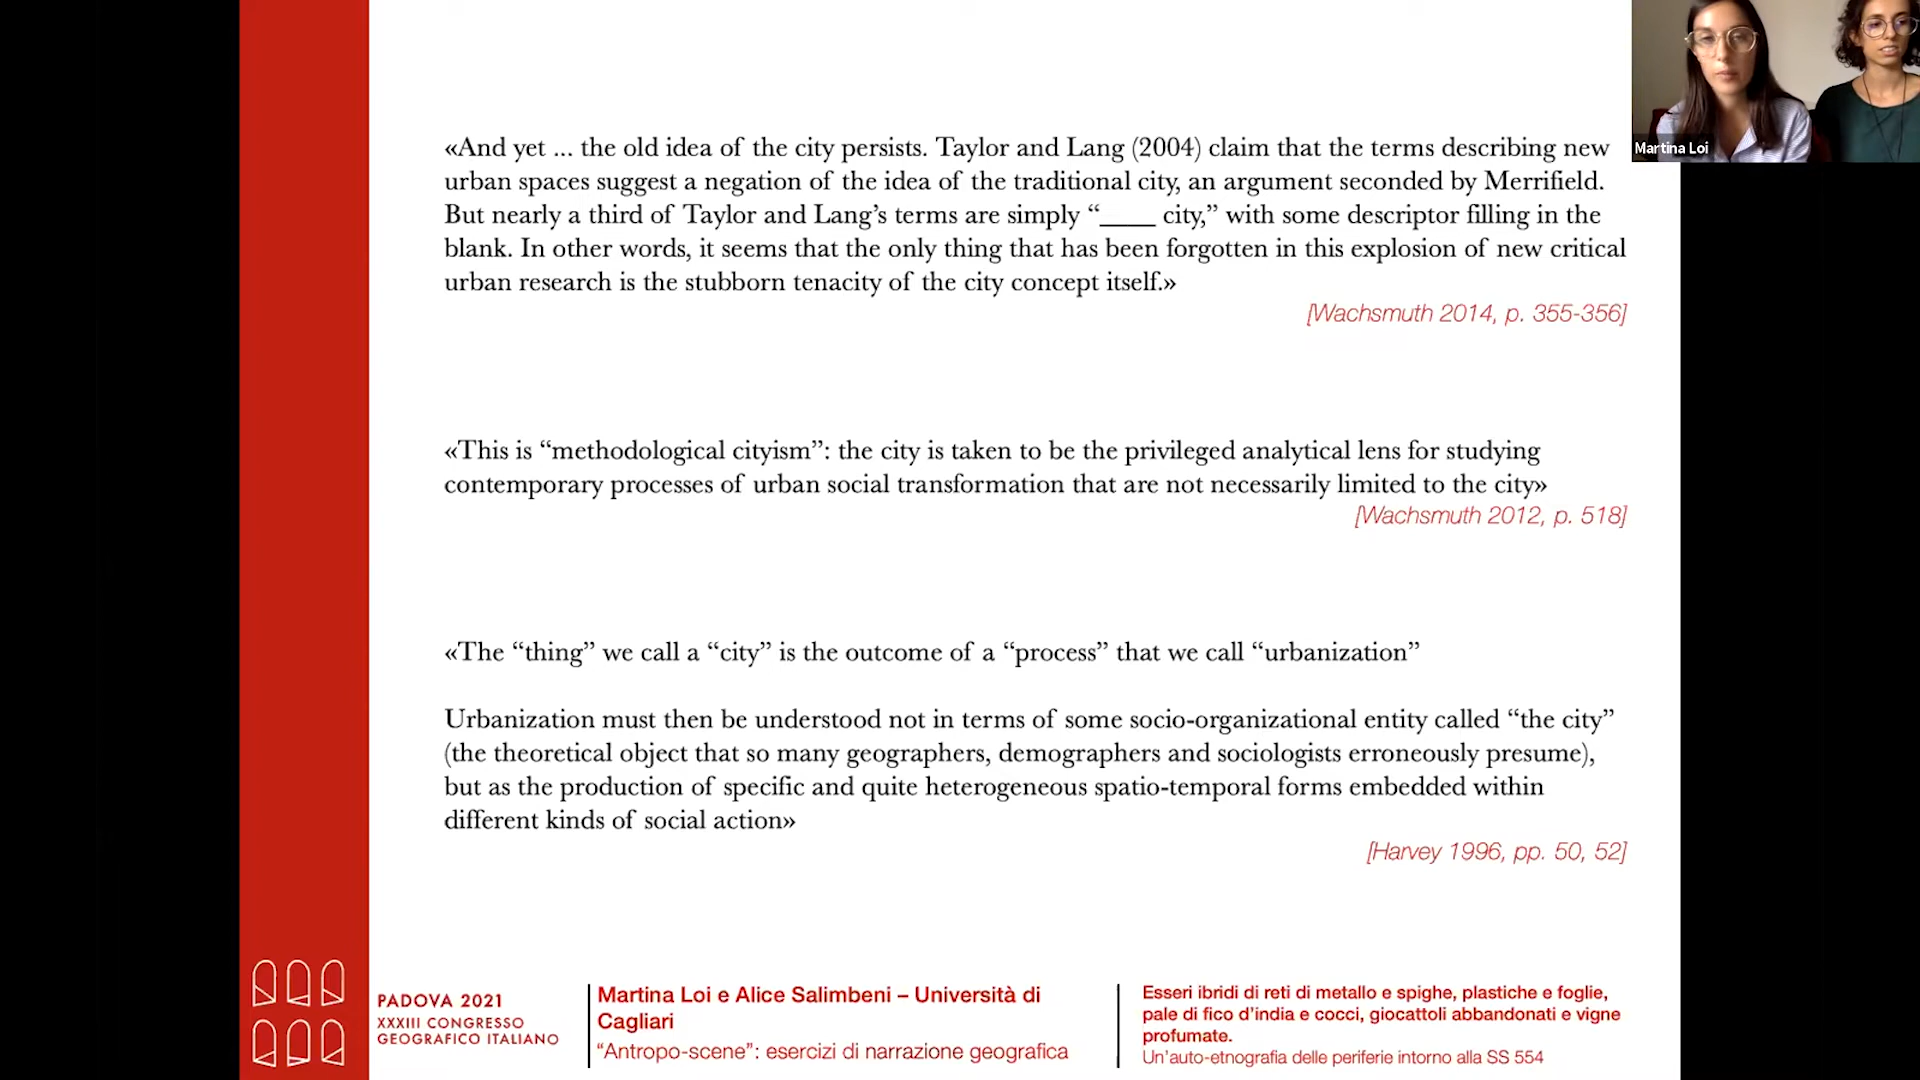 «And yet ... the old idea of the city persists. Taylor and Lang (2004) claim that the terms describing new
urban spaces suggest a negation of the idea of the traditional city, an argument seconded by Merrifield.
But nearly a third of Taylor and Lang’s terms are simply “____ city,” with some descriptor filling in the
blank. In other words, it seems that the only thing that has been forgotten in this explosion of new critical
urban research is the stubborn tenacity of the city concept itself.»
[Wachsmuth 2014, p. 355-356]
«This is “methodological cityism”: the city is taken to be the privileged analytical lens for studying
contemporary processes of urban social transformation that are not necessarily limited to the city»
[Wachsmuth 2012, p. 518]
«The “thing” we call a “city” is the outcome of a “process” that we call “urbanization”
Urbanization must then be understood not in terms of some socio-organizational entity called “the city”
(the theoretical object that so many geographers, demographers and sociologists erroneously presume),
but as the production of specific and quite heterogeneous spatio-temporal forms embedded within
different kinds of social action»
[Harvey 1996, pp. 50, 52]
Martina Loi
PADOVA 2021
XXXIII CONGRESSO
GEOGRAFICO ITALIANO
Martina Loi e Alice Salimbeni – Università di
Cagliari
“Antropo-scene”: esercizi di narrazione geografica
Esseri ibridi di reti di metallo e spighe, plastiche e foglie,
pale di fico d’india e cocci, giocattoli abbandonati e vigne
profumate.
Un’auto-etnografia delle periferie intorno alla SS 554